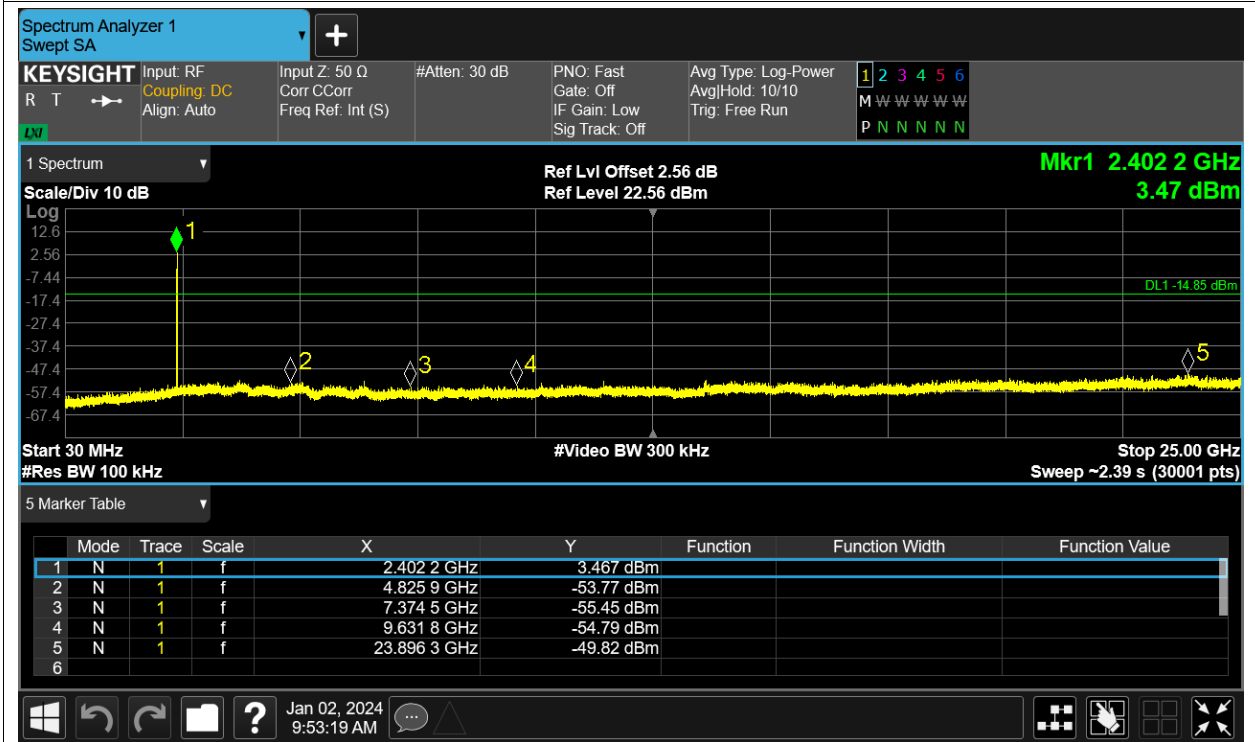 Spectrum Analyzer 1
Swept SA
KEYSIGHT
R T
LXI
Input: RF
Coupling: DC
Align: Auto
Input Z: 50 Ω
Corr CCorr
Freq Ref: Int (S)
#Atten: 30 dB
PNO: Fast
Gate: Off
IF Gain: Low
Sig Track: Off
Avg Type: Log-Power
Avg|Hold: 10/10
Trig: Free Run
1 2 3 4 5 6
M W W W W W
P N N N N N
1 Spectrum
Scale/Div 10 dB
Ref Lvl Offset 2.56 dB
Ref Level 22.56 dBm
Mkr1 2.402 2 GHz
3.47 dBm
Log
12.6
2.56
-7.44
-17.4
-27.4
-37.4
-47.4
-57.4
-67.4
1
DL1 -14.85 dBm
2
3
4
5
Start 30 MHz
#Res BW 100 kHz
#Video BW 300 kHz
Stop 25.00 GHz
Sweep ~2.39 s (30001 pts)
5 Marker Table
Mode Trace Scale X Y Function Function Width Function Value
1 N 1 f 2.402 2 GHz 3.467 dBm
2 N 1 f 4.825 9 GHz -53.77 dBm
3 N 1 f 7.374 5 GHz -55.45 dBm
4 N 1 f 9.631 8 GHz -54.79 dBm
5 N 1 f 23.896 3 GHz -49.82 dBm
6
?
Jan 02, 2024
9:53:19 AM